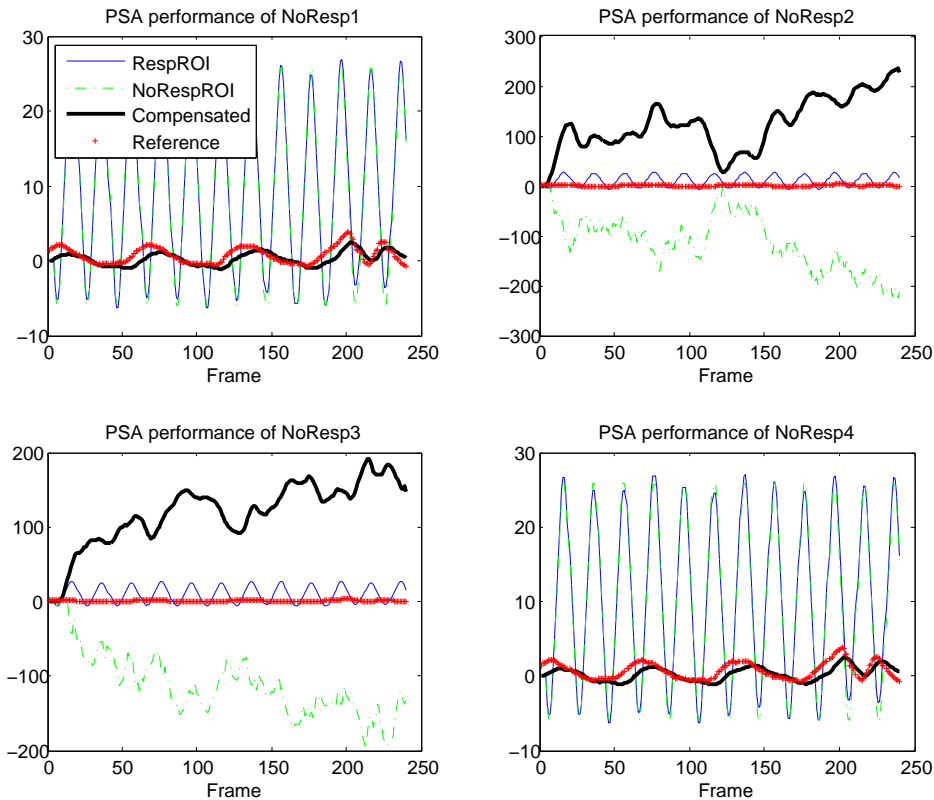 PSA performance of NoResp1
30
20
10
0
−10
0 50 100 150 200 250
Frame
RespROI
NoRespROI
Compensated
Reference
PSA performance of NoResp2
300
200
100
0
−100
−200
−300
0 50 100 150 200 250
Frame
PSA performance of NoResp3
200
100
0
−100
−200
0 50 100 150 200 250
Frame
PSA performance of NoResp4
30
20
10
0
−10
0 50 100 150 200 250
Frame